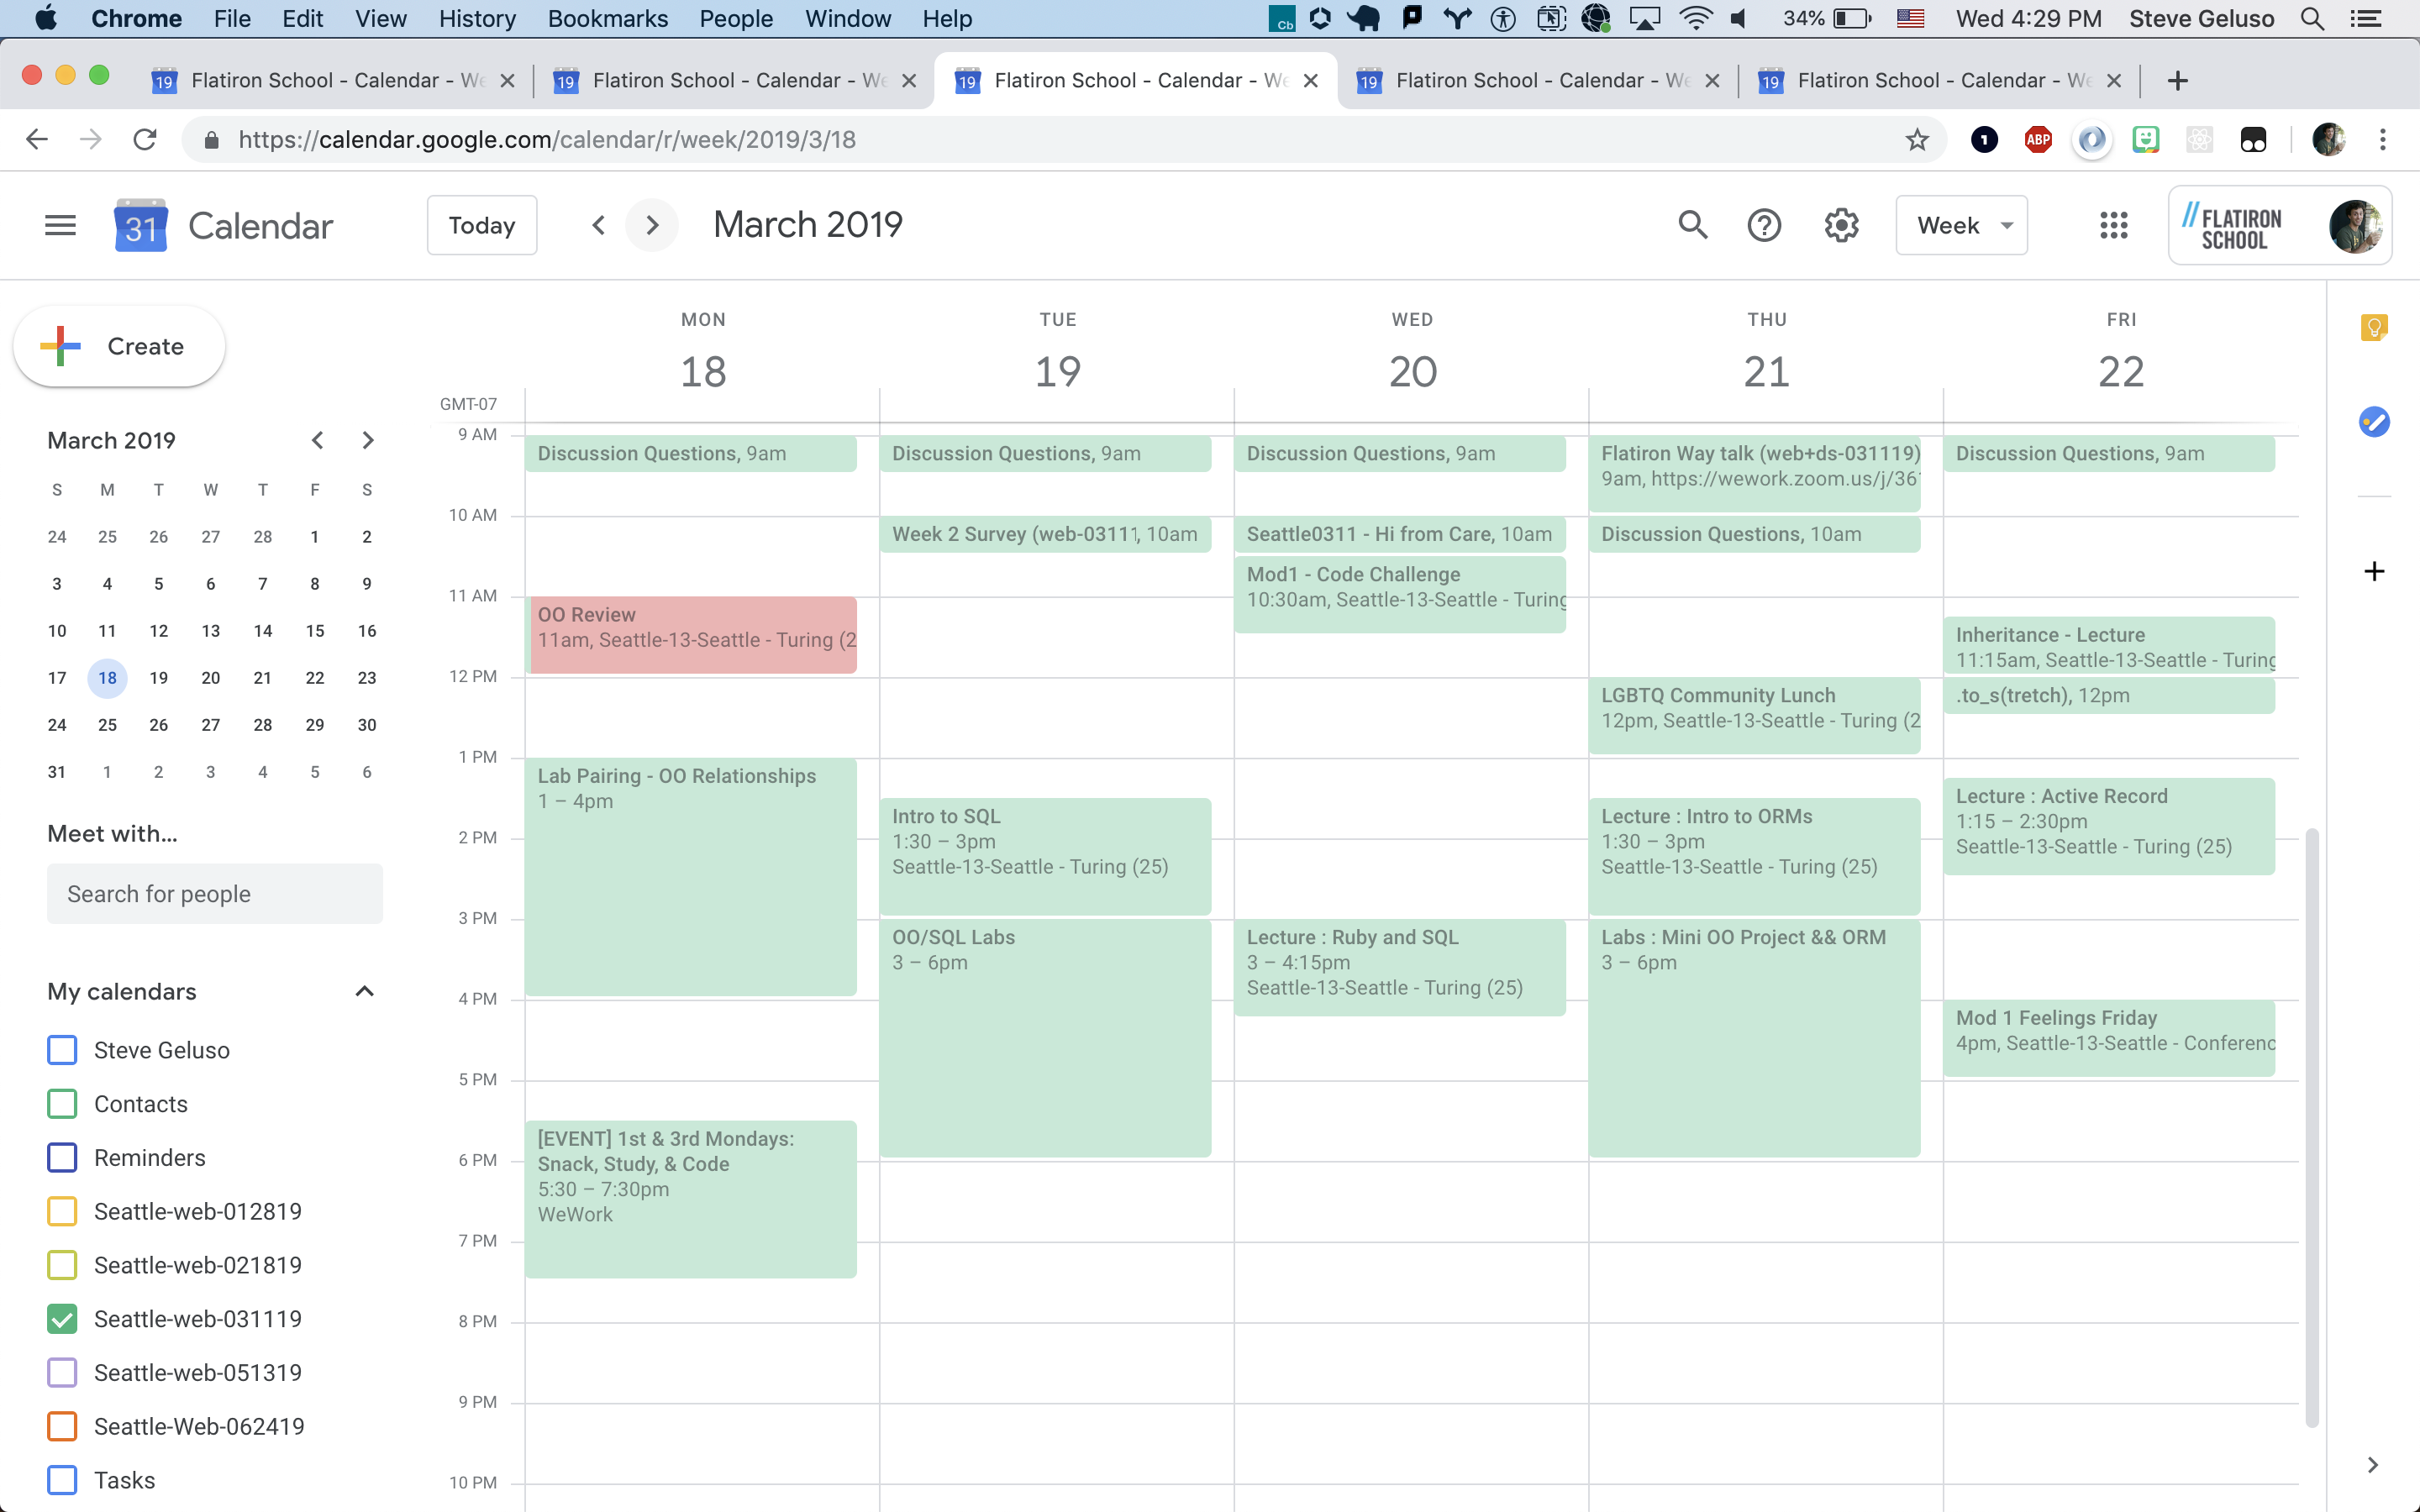 Chrome File Edit View History Bookmarks People Window Help Cb 34% Wed 4:29 PM Steve Geluso
19 Flatiron School - Calendar - We 19 Flatiron School - Calendar - We 19 Flatiron School - Calendar - We 19 Flatiron School - Calendar - We 19 Flatiron School - Calendar - We
https://calendar.google.com/calendar/r/week/2019/3/18 1 ABP
31 Calendar Today March 2019 Week // FLATIRON SCHOOL
Create
March 2019
S M T W T F S
24 25 26 27 28 1 2
3 4 5 6 7 8 9
10 11 12 13 14 15 16
17 18 19 20 21 22 23
24 25 26 27 28 29 30
31 1 2 3 4 5 6
Meet with...
Search for people
My calendars
Steve Geluso
Contacts
Reminders
Seattle-web-012819
Seattle-web-021819
Seattle-web-031119
Seattle-web-051319
Seattle-Web-062419
Tasks
GMT-07
9 AM
10 AM
11 AM
12 PM
1 PM
2 PM
3 PM
4 PM
5 PM
6 PM
7 PM
8 PM
9 PM
10 PM
MON
18
Discussion Questions, 9am
OO Review
11am, Seattle-13-Seattle - Turing (2
Lab Pairing - OO Relationships
1 – 4pm
[EVENT] 1st & 3rd Mondays:
Snack, Study, & Code
5:30 – 7:30pm
WeWork
TUE
19
Discussion Questions, 9am
Week 2 Survey (web-03111, 10am
Intro to SQL
1:30 – 3pm
Seattle-13-Seattle - Turing (25)
OO/SQL Labs
3 – 6pm
WED
20
Discussion Questions, 9am
Seattle0311 - Hi from Care, 10am
Mod1 - Code Challenge
10:30am, Seattle-13-Seattle - Turing
Lecture : Ruby and SQL
3 – 4:15pm
Seattle-13-Seattle - Turing (25)
THU
21
Flatiron Way talk (web+ds-031119)
9am, https://wework.zoom.us/j/361
Discussion Questions, 10am
LGBTQ Community Lunch
12pm, Seattle-13-Seattle - Turing (2
Lecture : Intro to ORMs
1:30 – 3pm
Seattle-13-Seattle - Turing (25)
Labs : Mini OO Project && ORM
3 – 6pm
FRI
22
Discussion Questions, 9am
Inheritance - Lecture
11:15am, Seattle-13-Seattle - Turing
.to_s(tretch), 12pm
Lecture : Active Record
1:15 – 2:30pm
Seattle-13-Seattle - Turing (25)
Mod 1 Feelings Friday
4pm, Seattle-13-Seattle - Conferenc